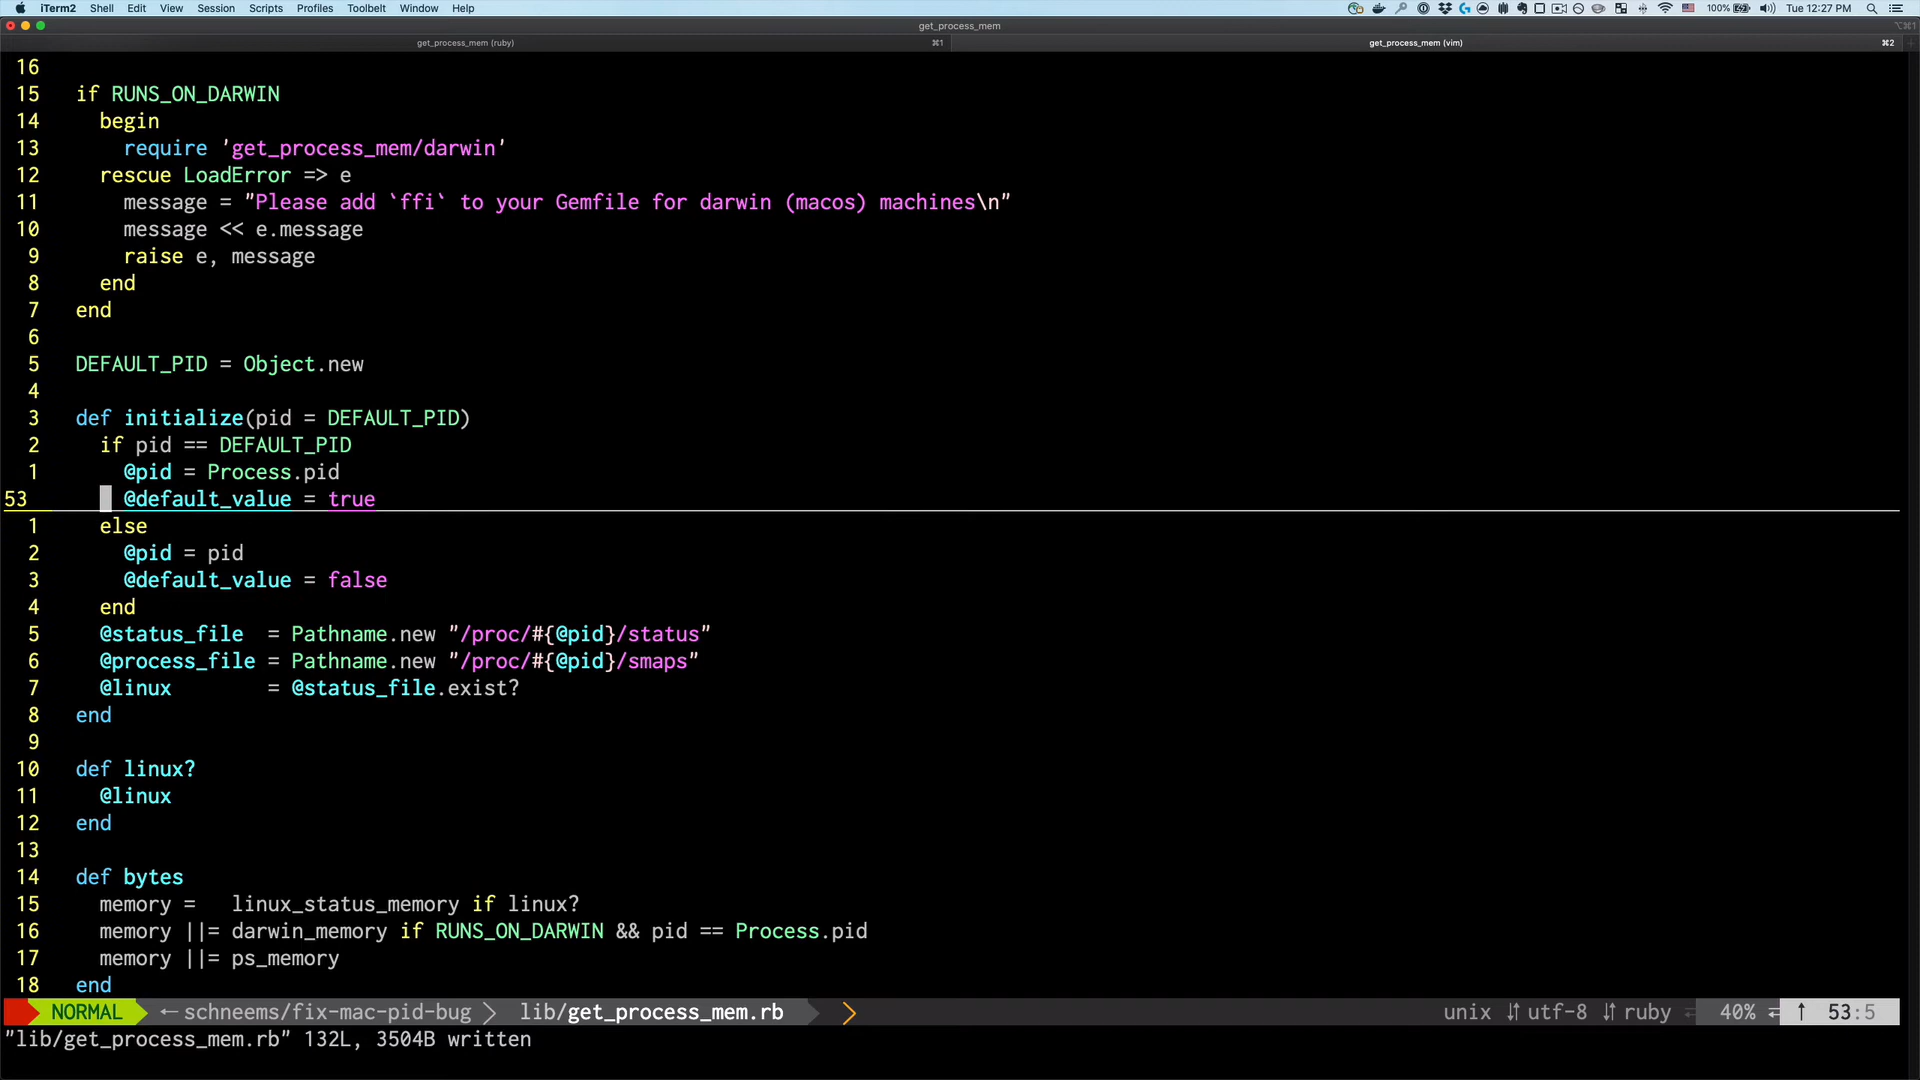 iTerm2 Shell Edit View Session Scripts Profiles Toolbelt Window Help 100% Tue 12:27 PM
get_process_mem ⌥⌘1
get_process_mem (ruby) ⌘1 get_process_mem (vim) ⌘2
16
15 if RUNS_ON_DARWIN
14 begin
13 require 'get_process_mem/darwin'
12 rescue LoadError => e
11 message = "Please add `ffi` to your Gemfile for darwin (macos) machines\n"
10 message << e.message
9 raise e, message
8 end
7 end
6
5 DEFAULT_PID = Object.new
4
3 def initialize(pid = DEFAULT_PID)
2 if pid == DEFAULT_PID
1 @pid = Process.pid
53 @default_value = true
1 else
2 @pid = pid
3 @default_value = false
4 end
5 @status_file = Pathname.new "/proc/#{@pid}/status"
6 @process_file = Pathname.new "/proc/#{@pid}/smaps"
7 @linux = @status_file.exist?
8 end
9
10 def linux?
11 @linux
12 end
13
14 def bytes
15 memory = linux_status_memory if linux?
16 memory ||= darwin_memory if RUNS_ON_DARWIN && pid == Process.pid
17 memory ||= ps_memory
18 end
NORMAL ← schneems/fix-mac-pid-bug lib/get_process_mem.rb unix utf-8 ruby 40% 53:5
"lib/get_process_mem.rb" 132L, 3504B written